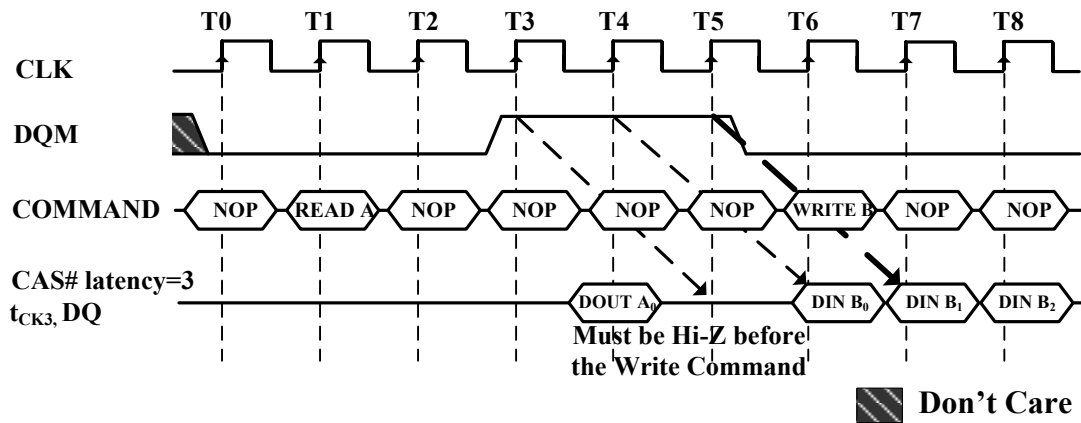 T0 T1 T2 T3 T4 T5 T6 T7 T8
CLK
DQM
COMMAND NOP READ A NOP NOP NOP NOP WRITE B NOP NOP
CAS# latency=3
tCK3, DQ DOUT A0 DIN B0 DIN B1 DIN B2
Must be Hi-Z before
the Write Command
Don't Care